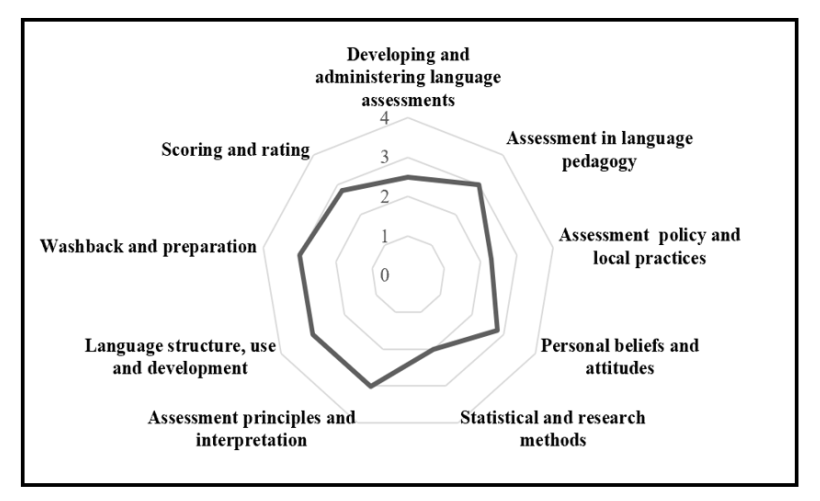 Developing and
administering language
assessments
4
3
2
1
0
Assessment in language
pedagogy
Assessment policy and
local practices
Personal beliefs and
attitudes
Statistical and research
methods
Assessment principles and
interpretation
Language structure, use
and development
Washback and preparation
Scoring and rating